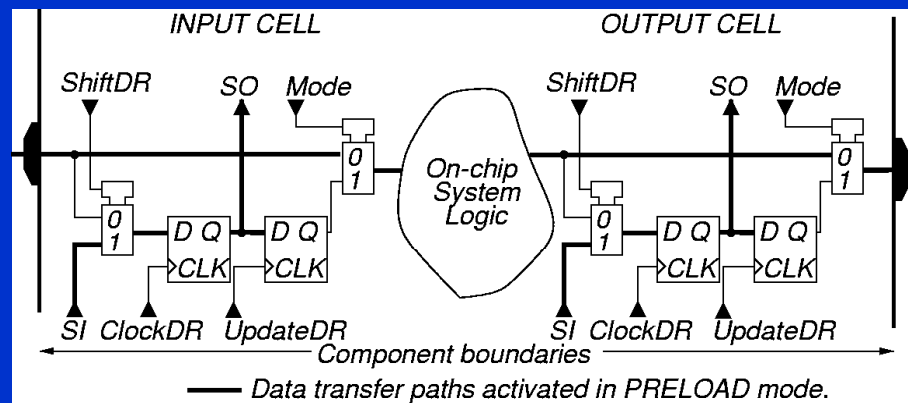 INPUT CELL OUTPUT CELL
ShiftDR SO Mode ShiftDR SO Mode
0
1
On-chip
System
Logic
0
1
0
1
D Q D Q
CLK CLK
0
1
D Q D Q
CLK CLK
SI ClockDR UpdateDR SI ClockDR UpdateDR
Component boundaries
Data transfer paths activated in PRELOAD mode.